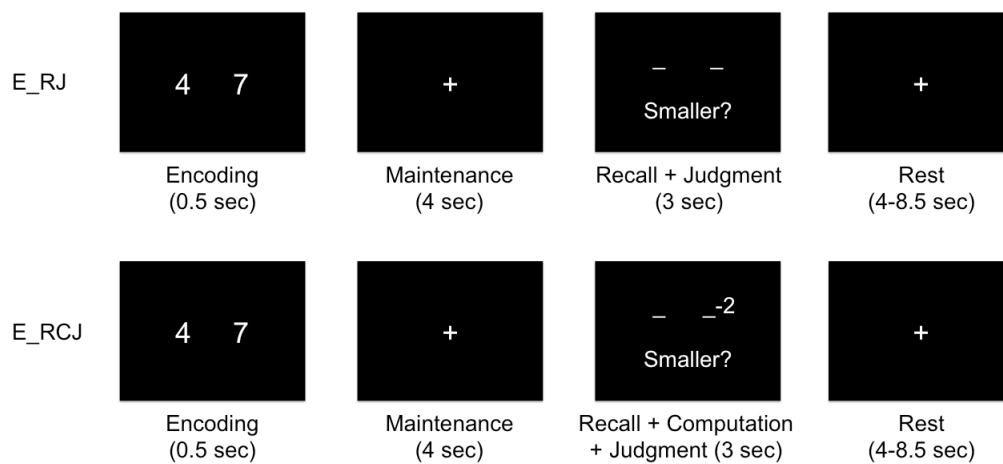 E_RJ
4 7
+
_ _
Smaller?
+
Encoding
(0.5 sec)
Maintenance
(4 sec)
Recall + Judgment
(3 sec)
Rest
(4-8.5 sec)
E_RCJ
4 7
+
_ _-2
Smaller?
+
Encoding
(0.5 sec)
Maintenance
(4 sec)
Recall + Computation
+ Judgment (3 sec)
Rest
(4-8.5 sec)